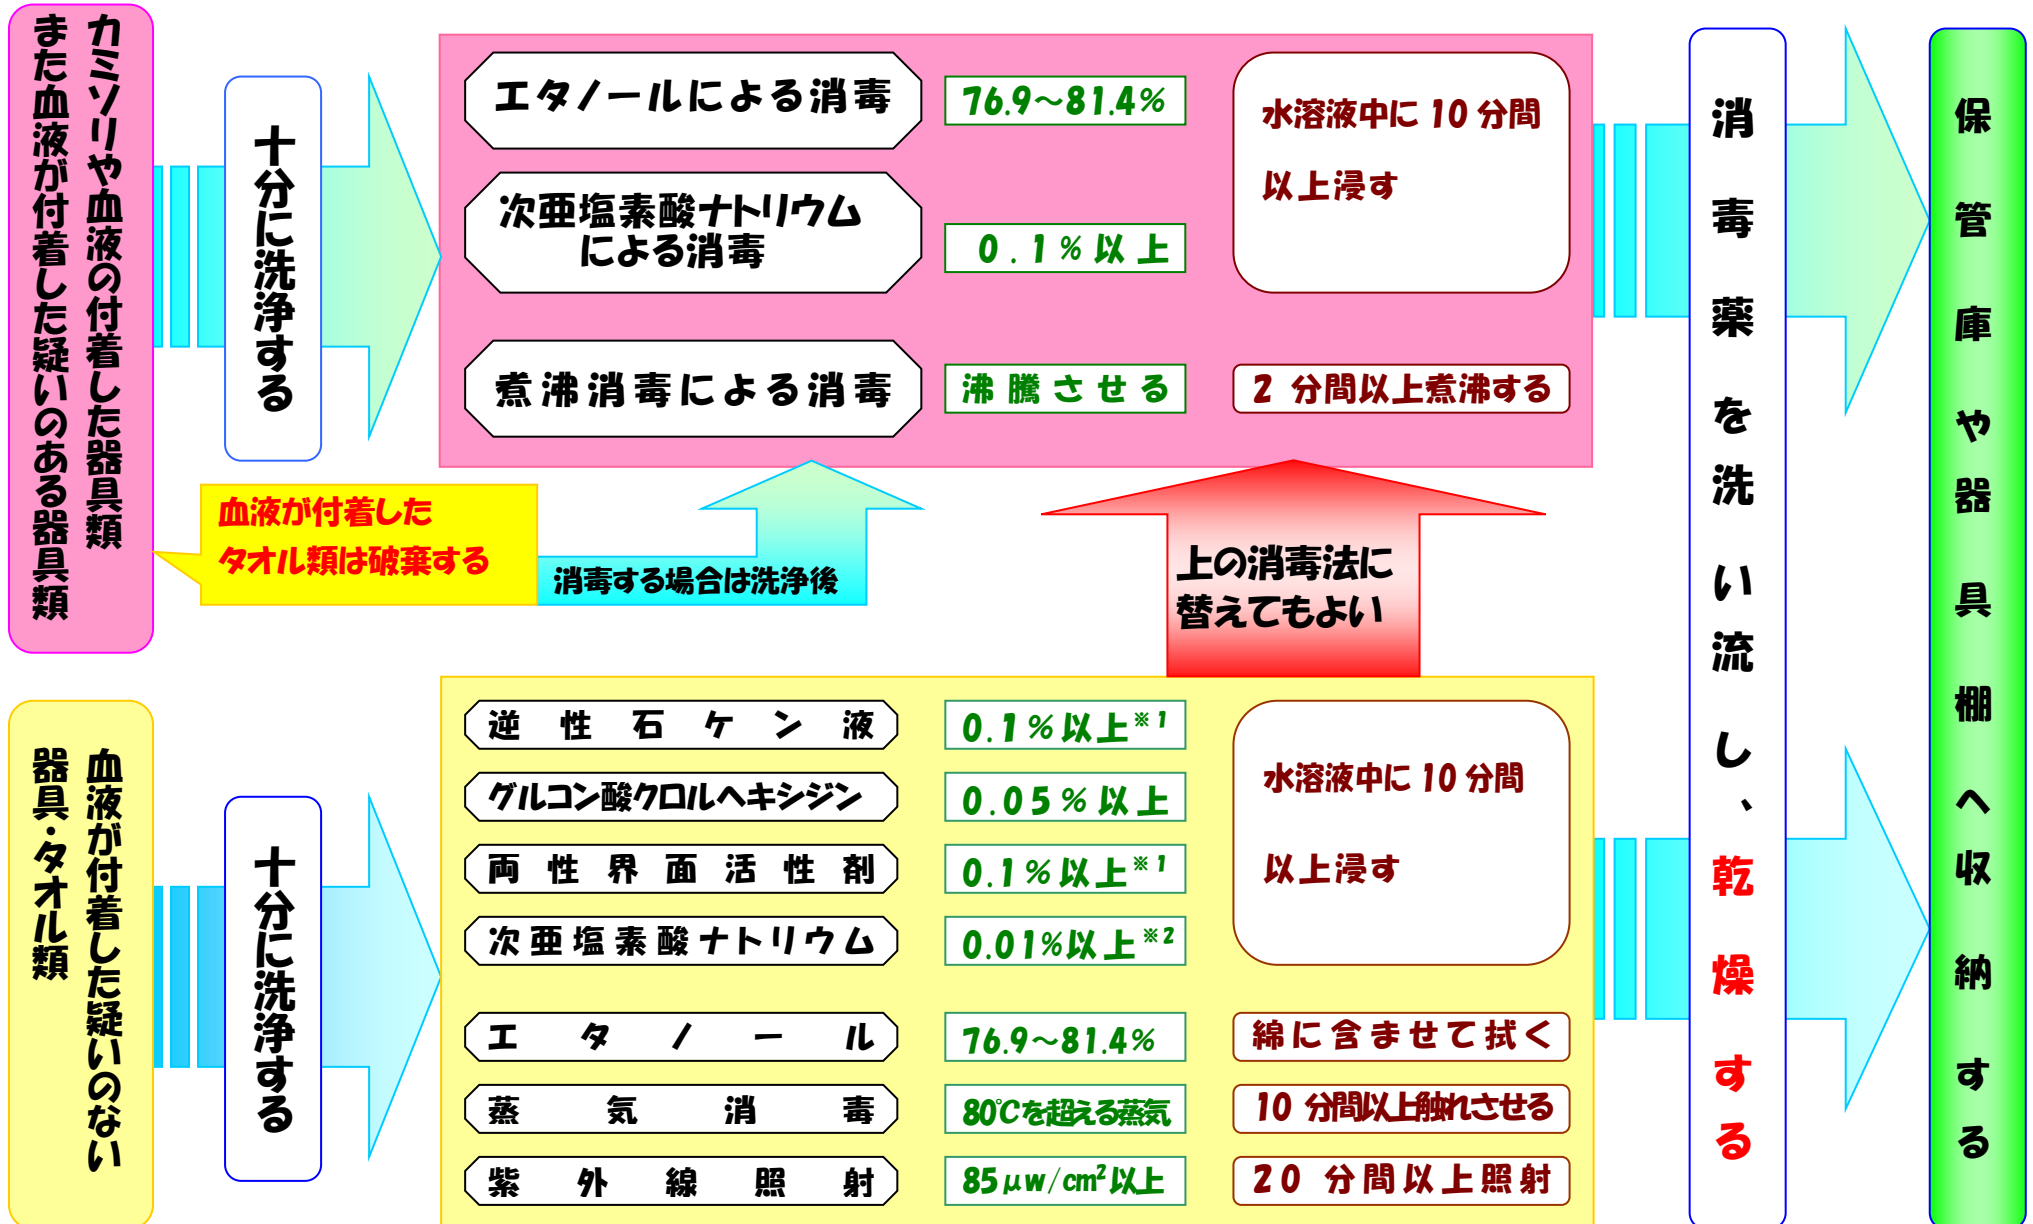 カミソリや血液の付着した器具類
また血液が付着した疑いのある器具類
十分に洗浄する
エタノールによる消毒
76.9～81.4%
次亜塩素酸ナトリウム
による消毒
0.1%以上
水溶液中に10分間
以上浸す
煮沸消毒による消毒
沸騰させる
2分間以上煮沸する
血液が付着した
タオル類は破棄する
消毒する場合は洗浄後
上の消毒法に
替えてもよい
血液が付着した疑いのない
器具・タオル類
十分に洗浄する
逆性石ケン液
0.1%以上※1
グルコン酸クロルヘキシジン
0.05%以上
両性界面活性剤
0.1%以上※1
次亜塩素酸ナトリウム
0.01%以上※2
水溶液中に10分間
以上浸す
エタノール
76.9～81.4%
綿に含ませて拭く
蒸気消毒
80℃を超える蒸気
10分間以上触れさせる
紫外線照射
85μw/cm²以上
20分間以上照射
消毒薬を洗い流し、乾燥する
保管庫や器具棚へ収納する